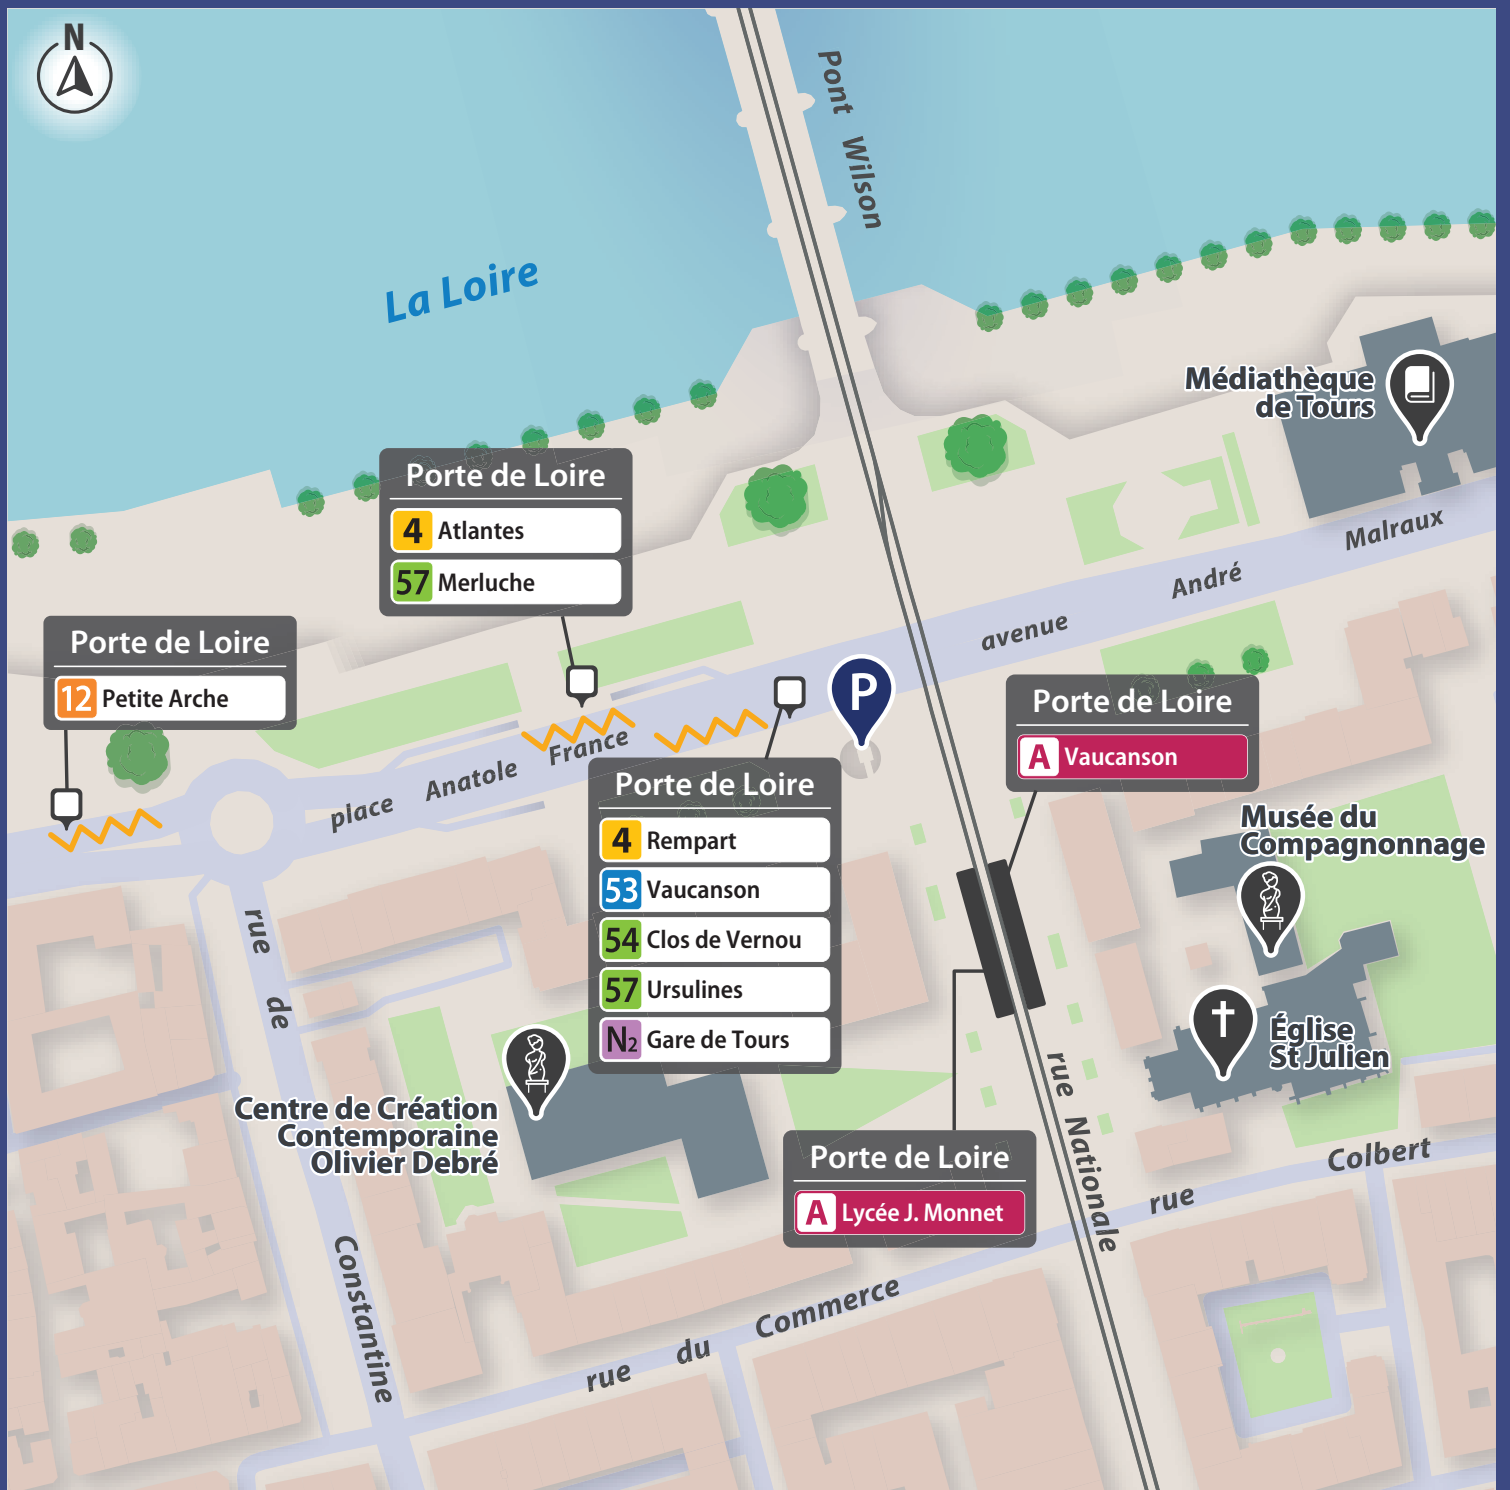 N
Pont Wilson
La Loire
Médiathèque
de Tours
Porte de Loire
4 Atlantes
57 Merluche
Malraux
André
avenue
Porte de Loire
12 Petite Arche
P
Porte de Loire
A Vaucanson
place Anatole France
Porte de Loire
4 Rempart
53 Vaucanson
54 Clos de Vernou
57 Ursulines
N2 Gare de Tours
Musée du
Compagnonnage
rue de Constantine
Église
St Julien
Centre de Création
Contemporaine
Olivier Debré
rue Nationale
Porte de Loire
A Lycée J. Monnet
rue Colbert
rue du Commerce